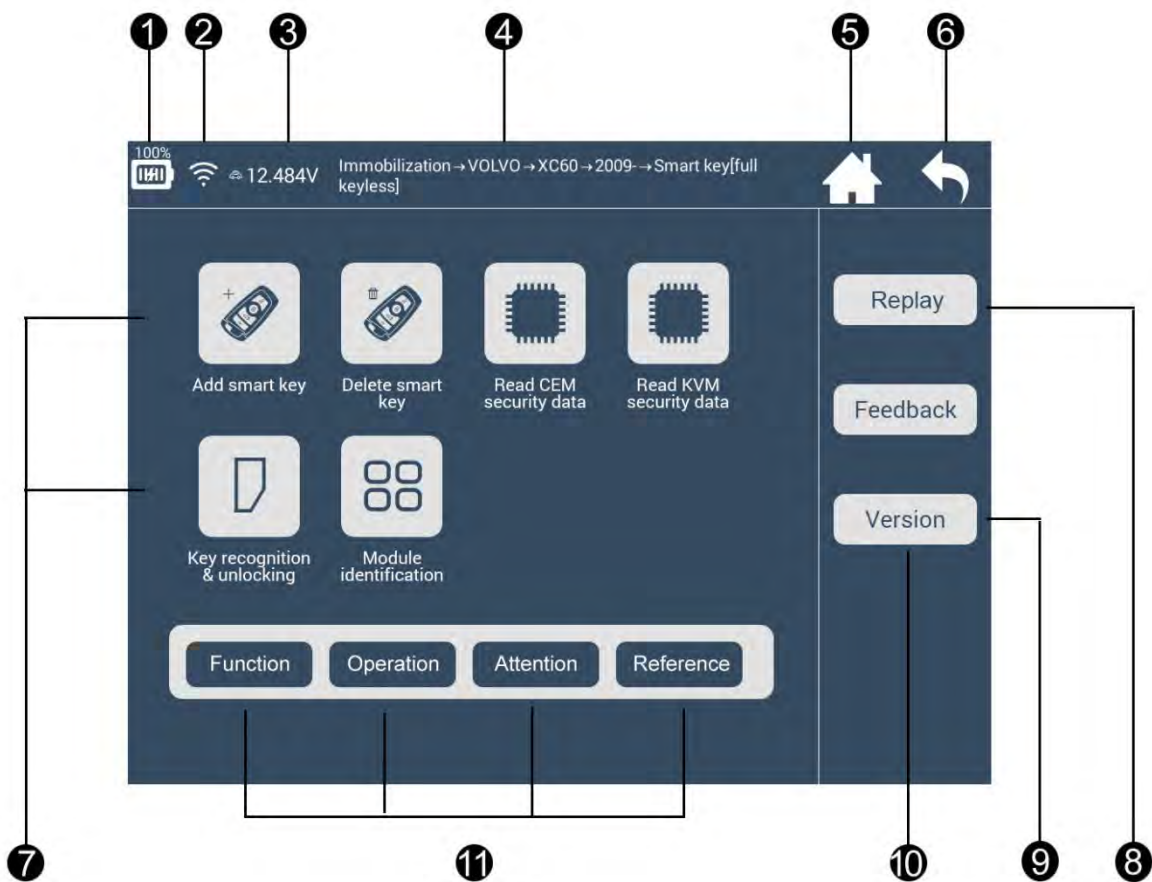 1 2 3 4 5 6
100%
12.484V
Immobilization→VOLVO→XC60→2009-→Smart key[full
keyless]
Add smart key
Delete smart
key
Read CEM
security data
Read KVM
security data
Key recognition
& unlocking
Module
identification
Replay
Feedback
Version
Function
Operation
Attention
Reference
7 11 10 9 8